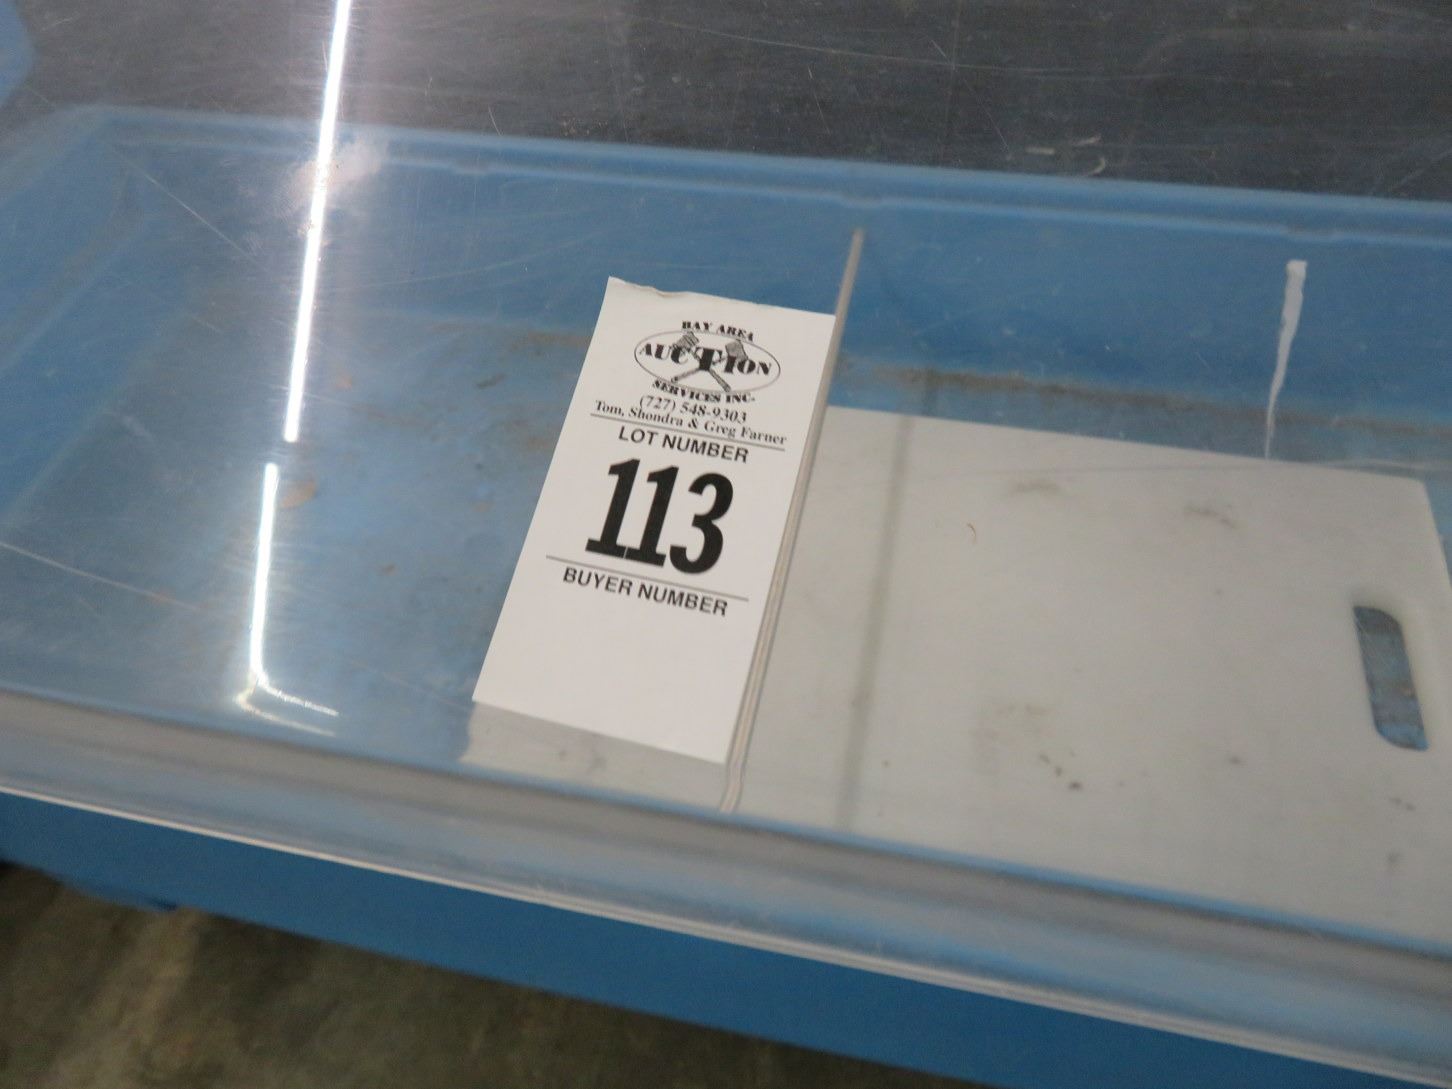 BAY AREA
AUCTION
SERVICES INC.
(727) 548-9303
Tom, Shondra & Greg Farner
LOT NUMBER
113
BUYER NUMBER